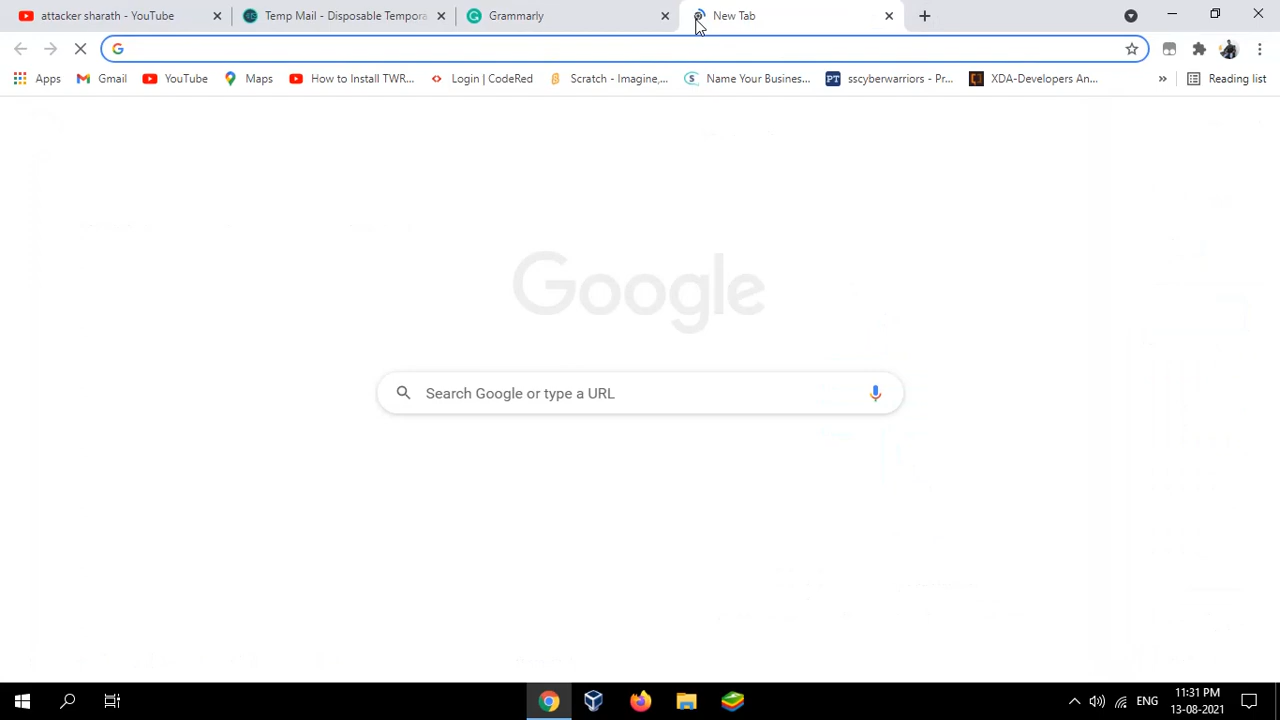 attacker sharath - YouTube
Temp Mail - Disposable Tempora
Grammarly
New Tab
Apps
Gmail
YouTube
Maps
How to Install TWR...
Login | CodeRed
Scratch - Imagine,...
Name Your Busines...
PT
sscyberwarriors - Pr...
XDA-Developers An...
»
Reading list
Google
Search Google or type a URL
ENG
11:31 PM
13-08-2021